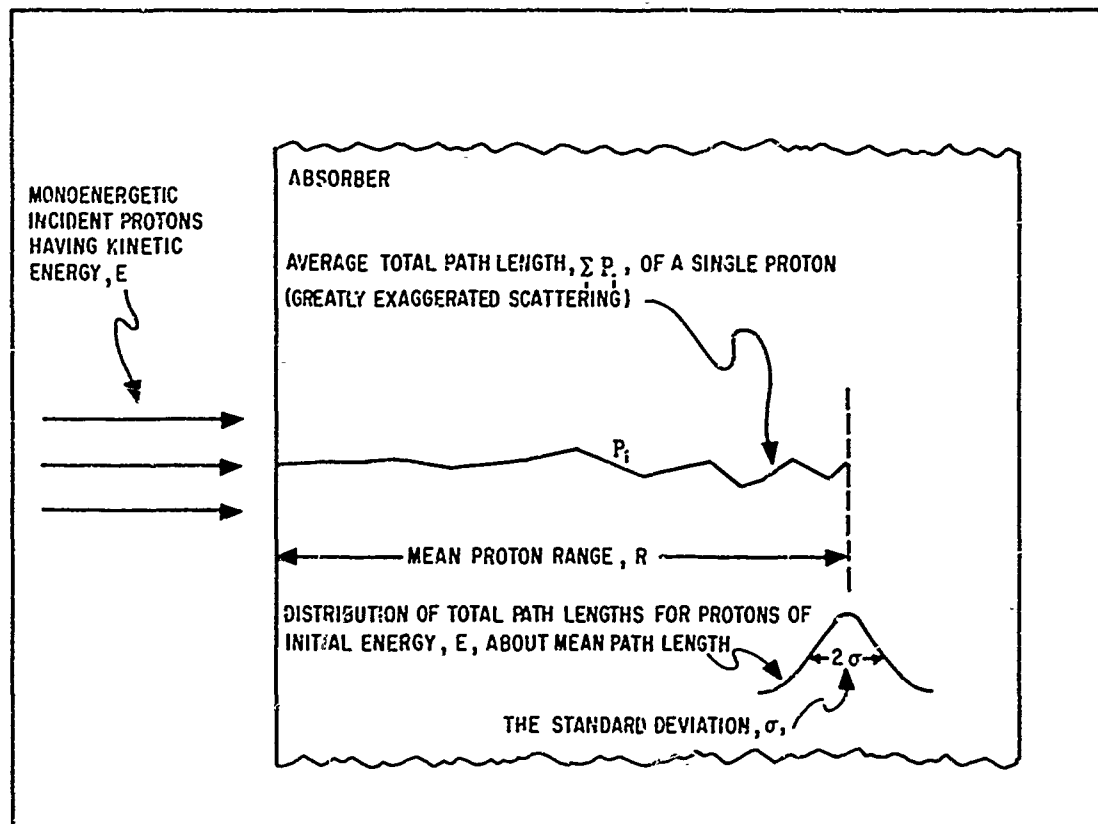 ABSORBER
MONOENERGETIC
INCIDENT PROTONS
HAVING KINETIC
ENERGY, E
AVERAGE TOTAL PATH LENGTH, Σ Pᵢ, OF A SINGLE PROTON
(GREATLY EXAGGERATED SCATTERING)
Pᵢ
MEAN PROTON RANGE, R
DISTRIBUTION OF TOTAL PATH LENGTHS FOR PROTONS OF
INITIAL ENERGY, E, ABOUT MEAN PATH LENGTH
2 σ
THE STANDARD DEVIATION, σ,